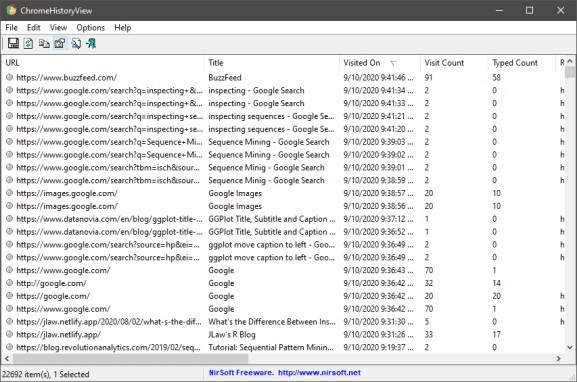 ChromeHistoryView
File Edit View Options Help
URL Title Visited On Visit Count Typed Count R
https://www.buzzfeed.com/ BuzzFeed 9/10/2020 9:41:46 ... 91 58
https://www.google.com/search?q=inspecting+&... inspecting - Google Search 9/10/2020 9:41:34 ... 2 0 h
https://www.google.com/search?q=inspecting+&... inspecting - Google Search 9/10/2020 9:41:33 ... 2 0 h
https://www.google.com/search?q=inspecting+se... inspecting sequences - Google Se... 9/10/2020 9:41:21 ... 2 0 h
https://www.google.com/search?q=inspecting+se... inspecting sequences - Google Se... 9/10/2020 9:41:20 ... 2 0 h
https://www.google.com/search?q=Sequence+Mi... Sequence Mining - Google Search 9/10/2020 9:39:03 ... 2 0 h
https://www.google.com/search?q=Sequence+Mi... Sequence Mining - Google Search 9/10/2020 9:39:02 ... 2 0 h
https://www.google.com/search?tbm=isch&sour... Sequence Mining - Google Search 9/10/2020 9:39:01 ... 2 0 h
https://www.google.com/search?tbm=isch&sour... Sequence Mining - Google Search 9/10/2020 9:38:59 ... 2 0 h
https://images.google.com/ Google Images 9/10/2020 9:38:57 ... 20 10
https://images.google.com/ Google Images 9/10/2020 9:38:56 ... 20 10
https://www.datanovia.com/en/blog/ggplot-title-... GGPlot Title, Subtitle and Caption ... 9/10/2020 9:37:12 ... 1 0 h
https://www.datanovia.com/en/blog/ggplot-title-... GGPlot Title, Subtitle and Caption ... 9/10/2020 9:36:52 ... 1 0 h
https://www.google.com/search?source=hp&ei=... ggplot move caption to left - Goo... 9/10/2020 9:36:49 ... 2 0 h
https://www.google.com/search?source=hp&ei=... ggplot move caption to left - Goo... 9/10/2020 9:36:49 ... 2 0 h
https://www.google.com/ Google 9/10/2020 9:36:43 ... 70 1 h
http://google.com/ Google 9/10/2020 9:36:42 ... 32 14
https://google.com/ Google 9/10/2020 9:36:42 ... 20 20 h
https://www.google.com/ Google 9/10/2020 9:36:42 ... 70 1 h
https://jlaw.netlify.app/2020/08/02/what-s-the-dif... What's the Difference Between Ins... 9/10/2020 9:31:30 ... 5 0 h
https://jlaw.netlify.app/ JLaw's R Blog 9/10/2020 9:31:26 ... 33 17
https://blog.revolutionanalytics.com/2019/02/seq... Tutorial: Sequential Pattern Minin... 9/10/2020 9:19:37 ... 2 0 h
22692 item(s), 1 Selected NirSoft Freeware. http://www.nirsoft.net